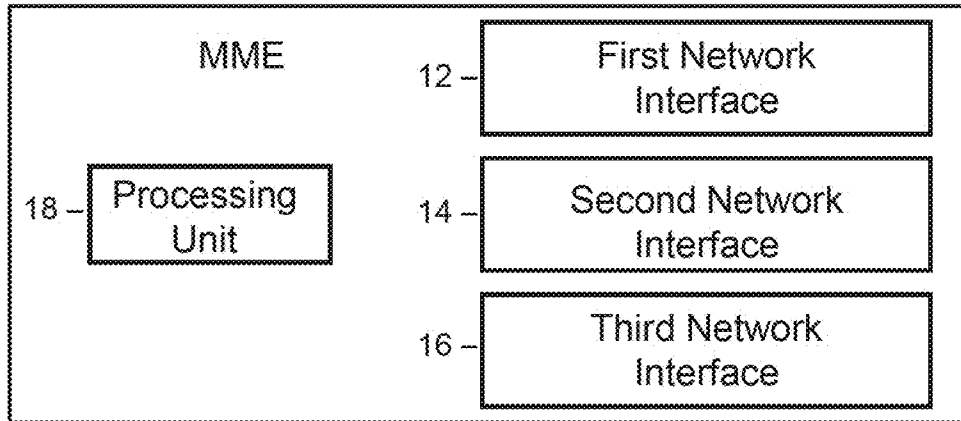 MME
12
First Network
Interface
18
Processing
Unit
14
Second Network
Interface
16
Third Network
Interface